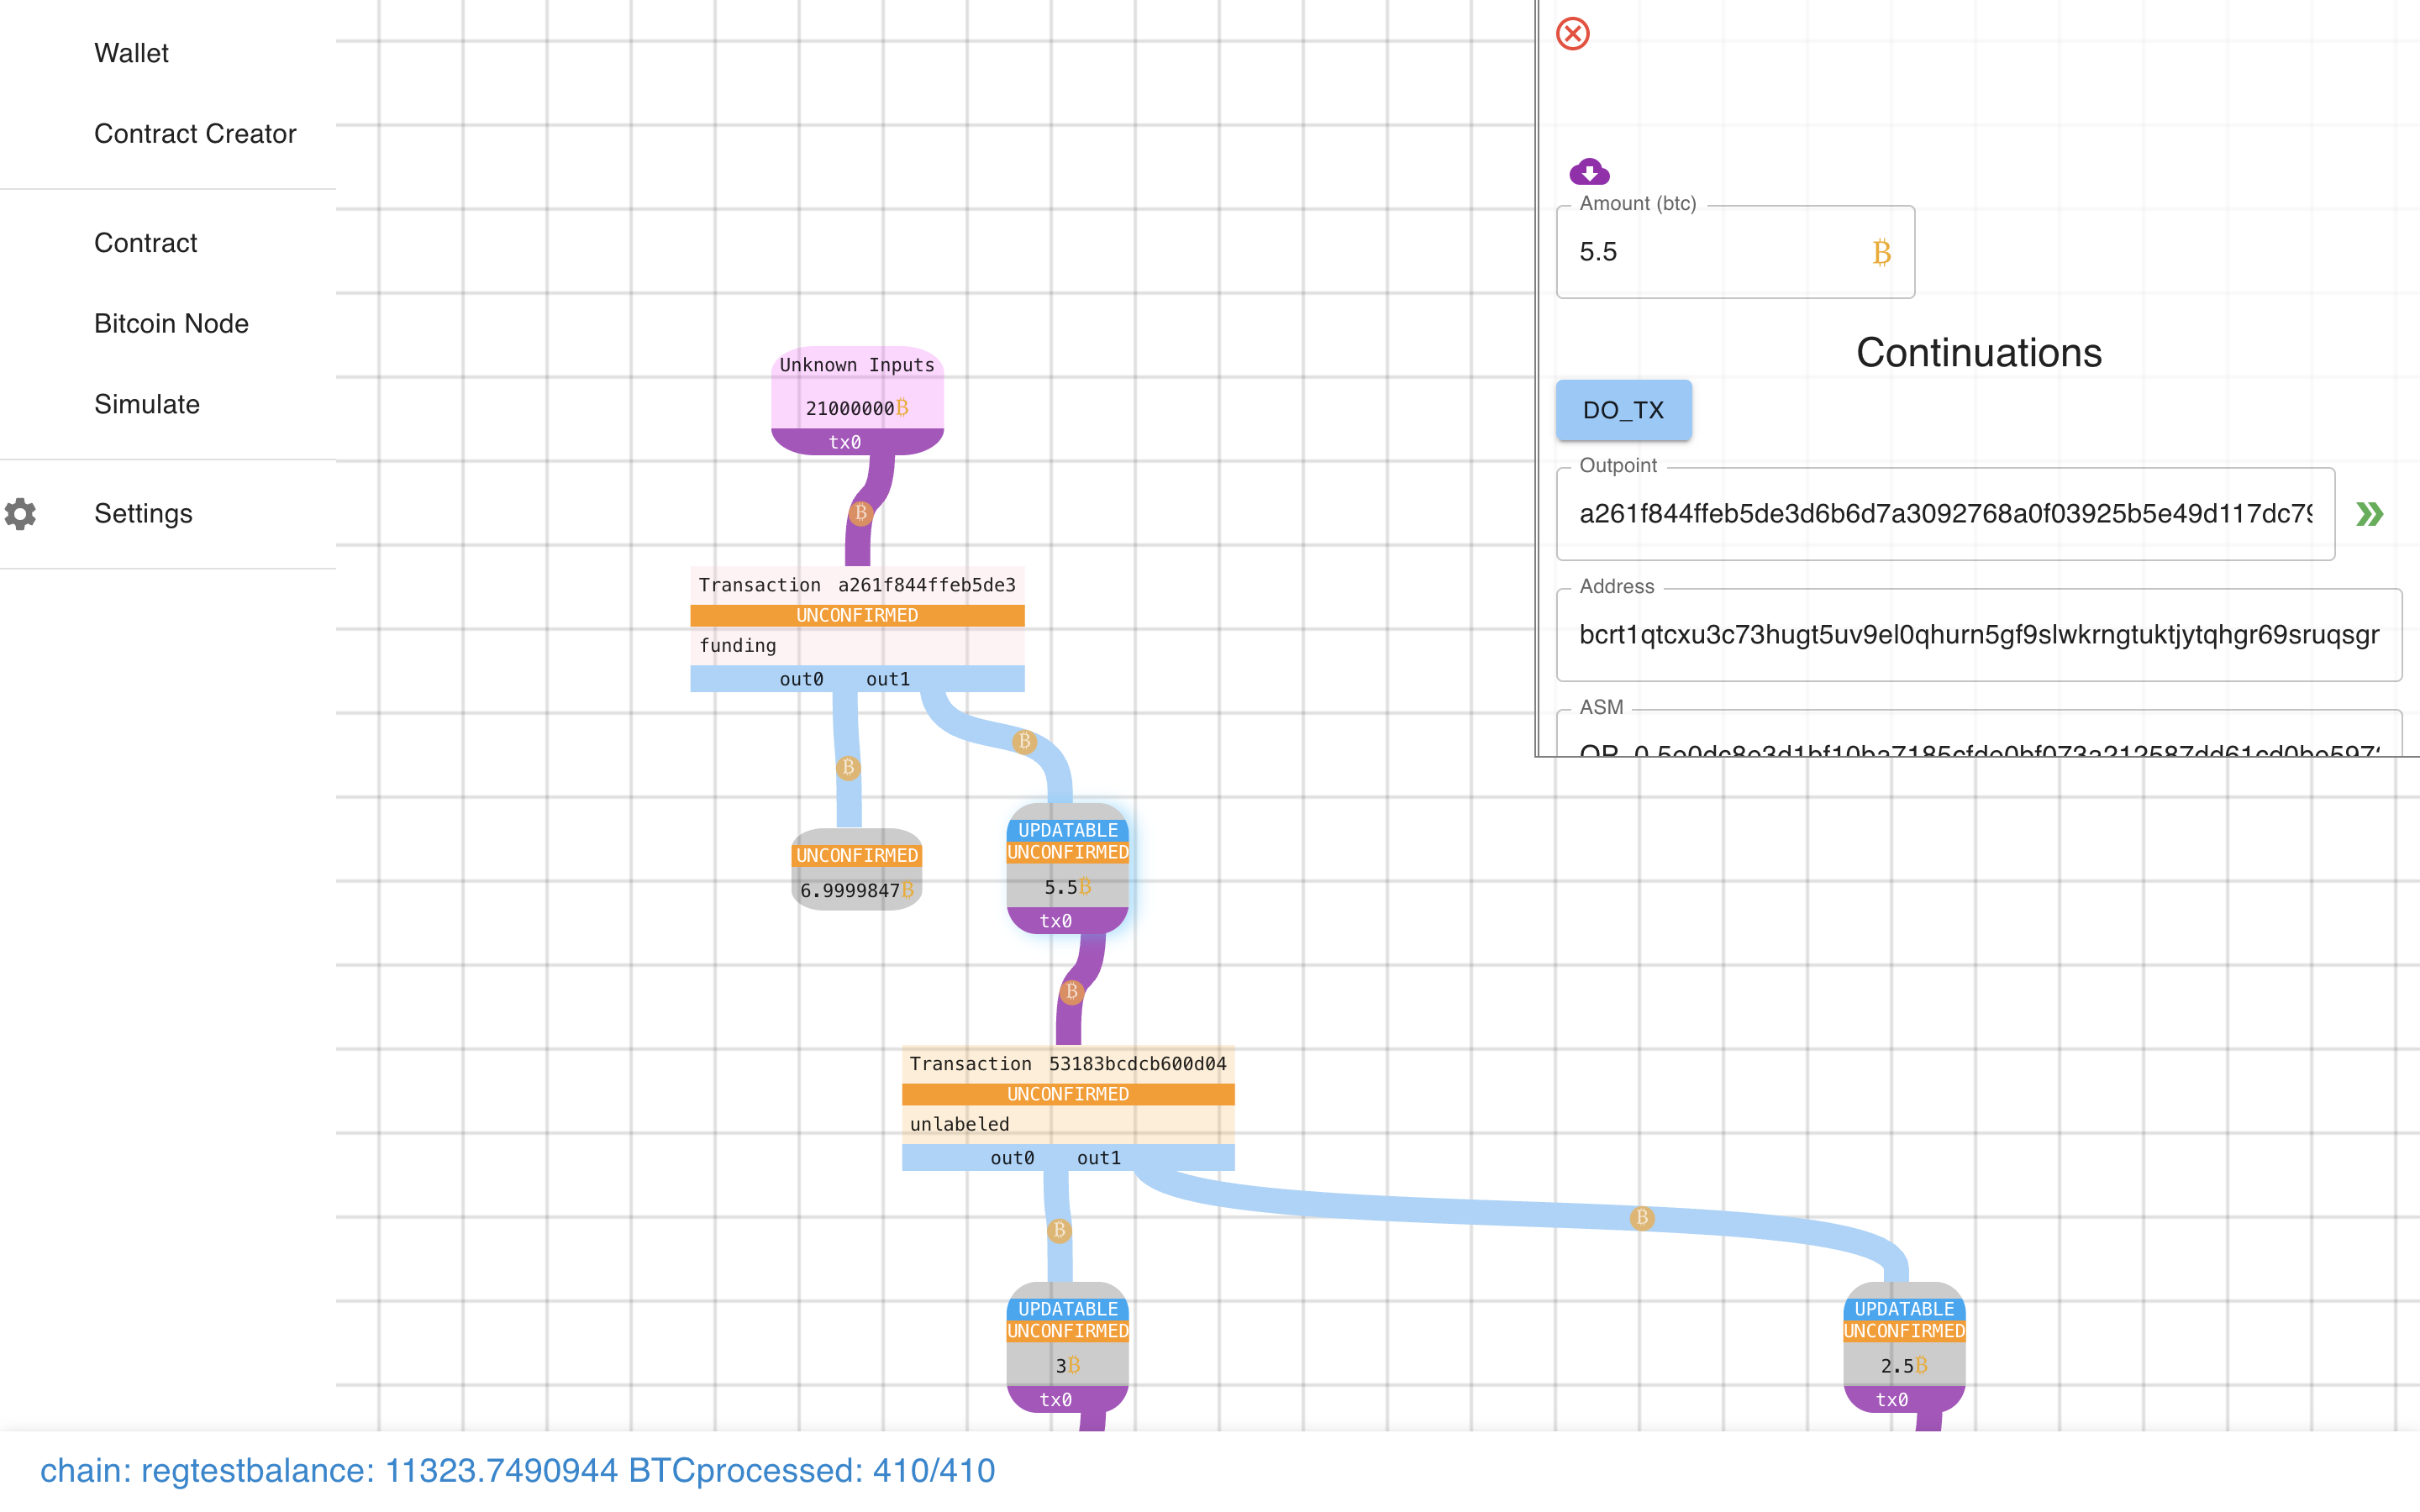 Wallet
Contract Creator
Contract
Bitcoin Node
Simulate
Settings
Unknown Inputs
21000000₿
tx0
Transaction a261f844ffeb5de3
UNCONFIRMED
funding
out0 out1
UNCONFIRMED
6.9999847₿
UPDATABLE
UNCONFIRMED
5.5₿
tx0
Transaction 53183bcdcb600d04
UNCONFIRMED
unlabeled
out0 out1
UPDATABLE
UNCONFIRMED
3₿
tx0
UPDATABLE
UNCONFIRMED
2.5₿
tx0
Amount (btc)
5.5 ₿
Continuations
DO_TX
Outpoint
a261f844ffeb5de3d6b6d7a3092768a0f03925b5e49d117dc79
Address
bcrt1qtcxu3c73hugt5uv9el0qhurn5gf9slwkrngtuktjytqhgr69sruqsgr
ASM
chain: regtestbalance: 11323.7490944 BTCprocessed: 410/410